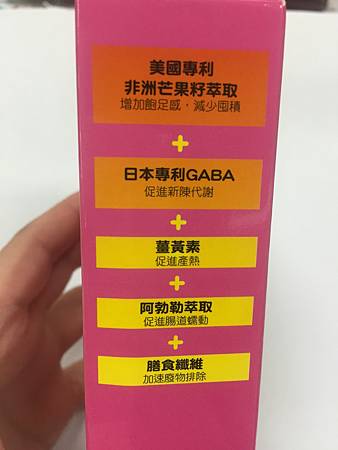 美國專利
非洲芒果籽萃取
增加飽足感，減少囤積
+
日本專利GABA
促進新陳代謝
+
薑黃素
促進產熱
+
阿勃勒萃取
促進腸道蠕動
+
膳食纖維
加速廢物排除